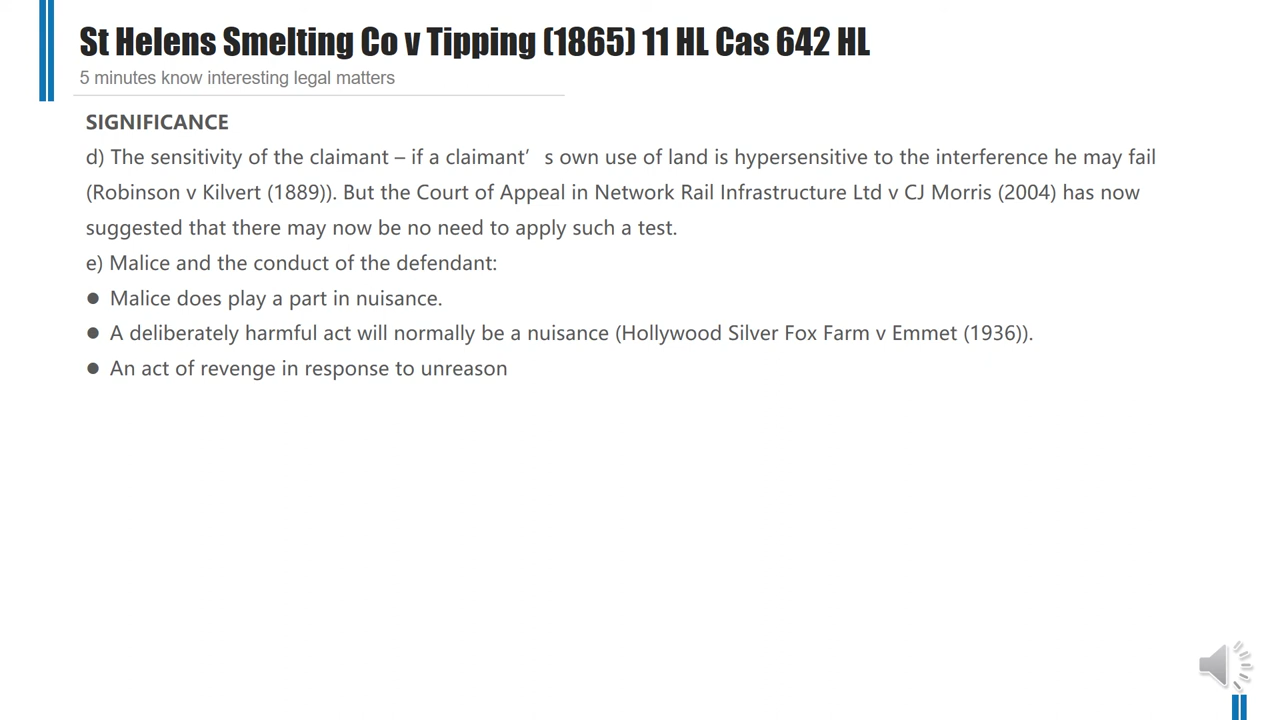 St Helens Smelting Co v Tipping (1865) 11 HL Cas 642 HL
5 minutes know interesting legal matters
SIGNIFICANCE
d) The sensitivity of the claimant – if a claimant’ s own use of land is hypersensitive to the interference he may fail
(Robinson v Kilvert (1889)). But the Court of Appeal in Network Rail Infrastructure Ltd v CJ Morris (2004) has now
suggested that there may now be no need to apply such a test.
e) Malice and the conduct of the defendant:
● Malice does play a part in nuisance.
● A deliberately harmful act will normally be a nuisance (Hollywood Silver Fox Farm v Emmet (1936)).
● An act of revenge in response to unreason